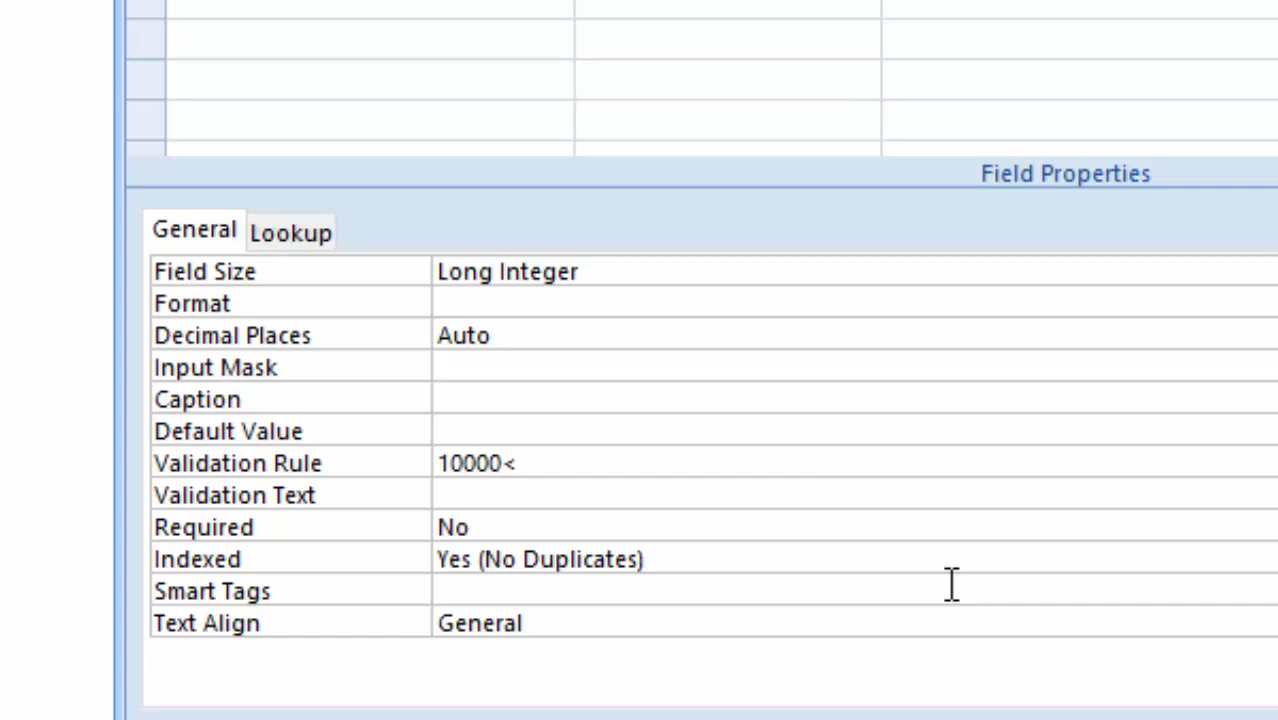 Field Properties
General Lookup
Field Size Long Integer
Format
Decimal Places Auto
Input Mask
Caption
Default Value
Validation Rule 10000<
Validation Text
Required No
Indexed Yes (No Duplicates)
Smart Tags
Text Align General